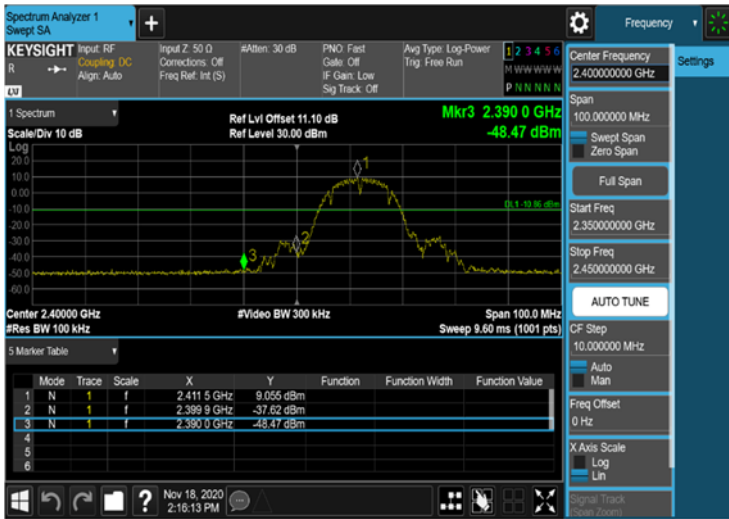 Spectrum Analyzer 1
Swept SA
+
Frequency
KEYSIGHT
R
LXI
Input: RF
Coupling: DC
Align: Auto
Input Z: 50 Ω
Corrections: Off
Freq Ref: Int (S)
#Atten: 30 dB
PNO: Fast
Gate: Off
IF Gain: Low
Sig Track: Off
Avg Type: Log-Power
Trig: Free Run
1 2 3 4 5 6
M W W W W W
P N N N N N
1 Spectrum
Scale/Div 10 dB
Ref Lvl Offset 11.10 dB
Ref Level 30.00 dBm
Mkr3 2.390 0 GHz
-48.47 dBm
Log
20.0
10.0
0.00
-10.0
-20.0
-30.0
-40.0
-50.0
-60.0
1
2
3
DL1 -10.96 dBm
Center 2.40000 GHz
#Res BW 100 kHz
#Video BW 300 kHz
Span 100.0 MHz
Sweep 9.60 ms (1001 pts)
5 Marker Table
Mode Trace Scale X Y Function Function Width Function Value
1 N 1 f 2.411 5 GHz 9.055 dBm
2 N 1 f 2.399 9 GHz -37.62 dBm
3 N 1 f 2.390 0 GHz -48.47 dBm
4
5
6
Center Frequency
2.400000000 GHz
Settings
Span
100.000000 MHz
Swept Span
Zero Span
Full Span
Start Freq
2.350000000 GHz
Stop Freq
2.450000000 GHz
AUTO TUNE
CF Step
10.000000 MHz
Auto
Man
Freq Offset
0 Hz
X Axis Scale
Log
Lin
Signal Track
(Span Zoom)
?
Nov 18, 2020
2:16:13 PM